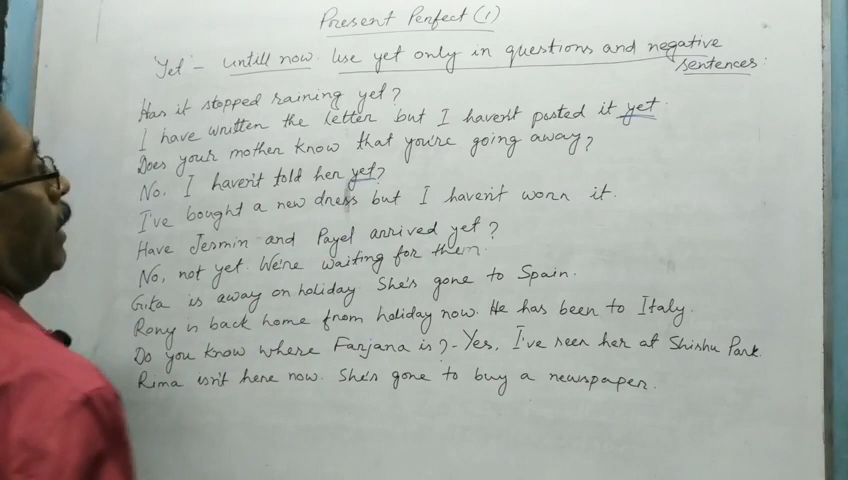 Present Perfect (1)
'Yet' - untill now. Use yet only in questions and negative
sentences:
Has it stopped raining yet?
I have written the letter but I haven't posted it yet.
Does your mother know that you're going away?
No. I haven't told her yet?
I've bought a new dress but I haven't worn it.
Have Jesmin and Payel arrived yet?
No, not yet. We're waiting for them.
Gita is away on holiday She's gone to Spain.
Rony is back home from holiday now. He has been to Italy.
Do you know where Farjana is? - Yes, I've seen her at Shishu Park.
Rima isn't here now. She's gone to buy a newspaper.